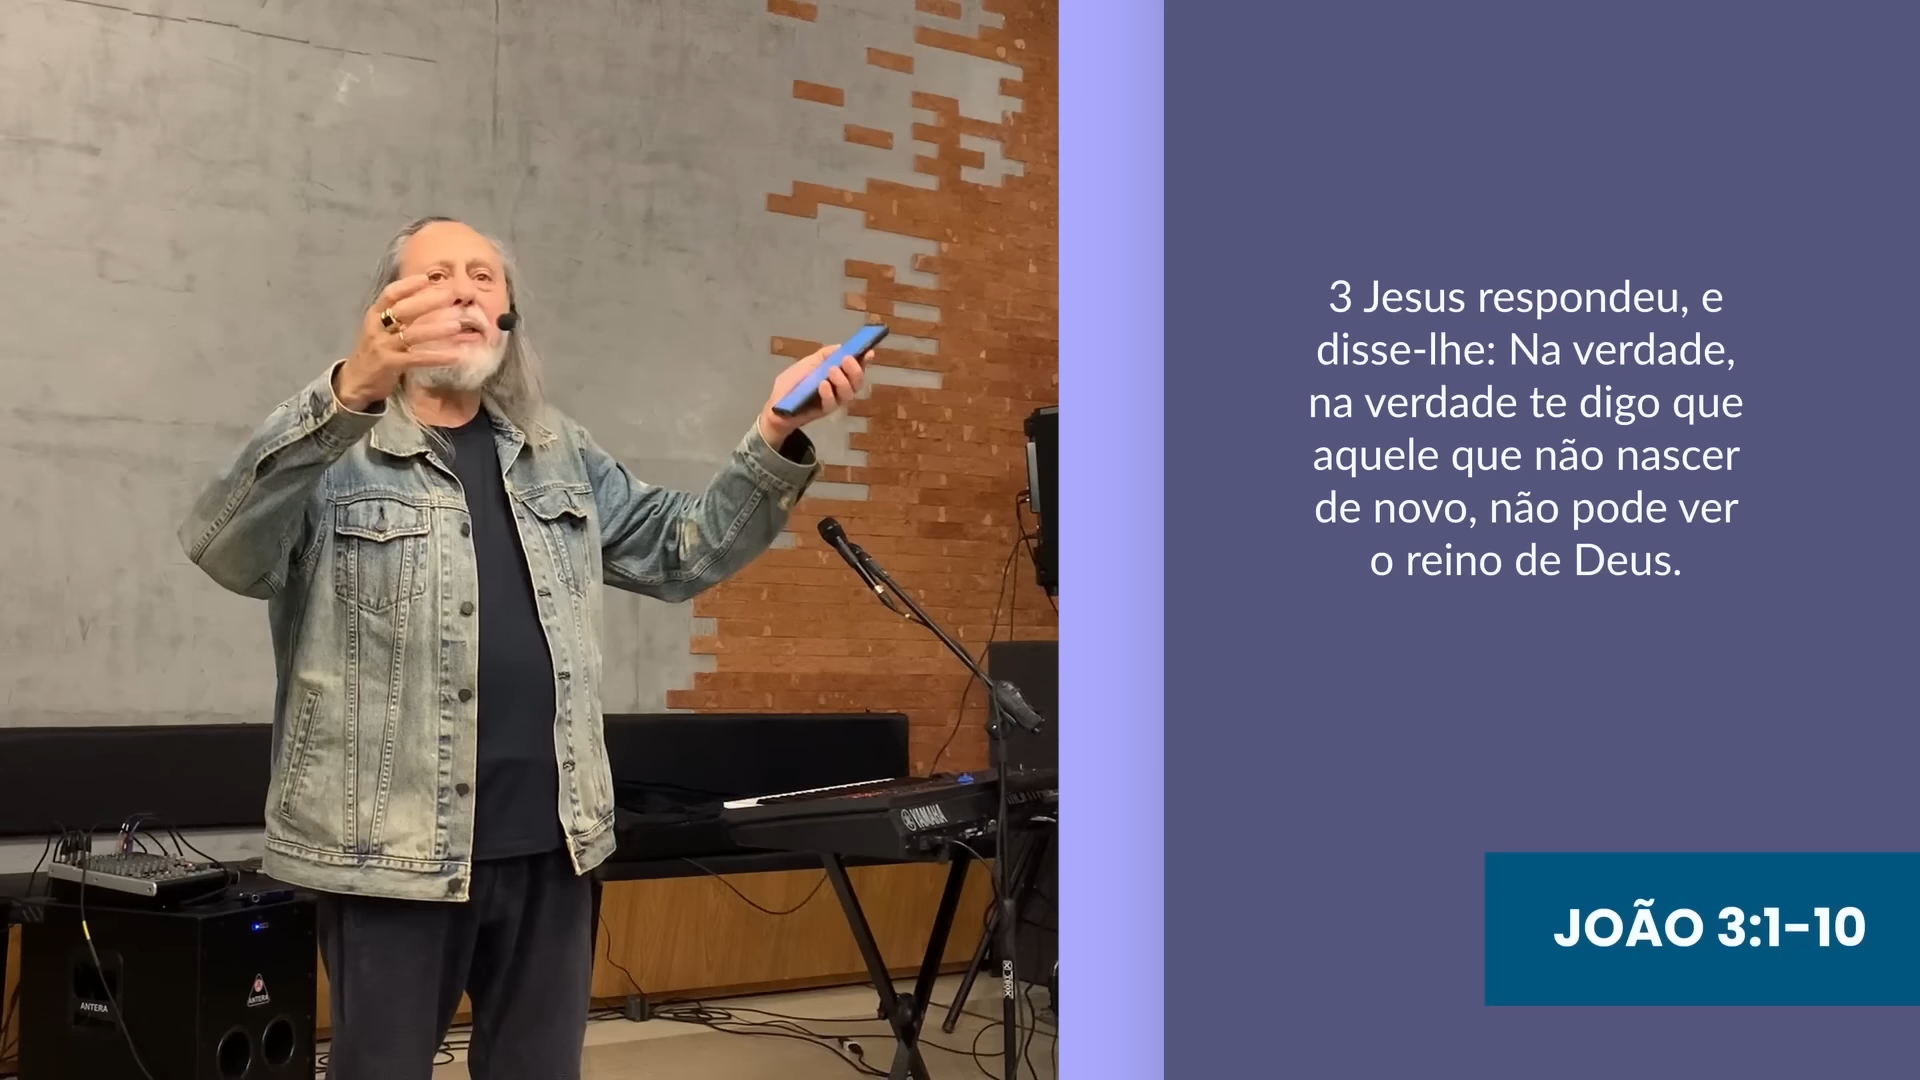 3 Jesus respondeu, e
disse-lhe: Na verdade,
na verdade te digo que
aquele que não nascer
de novo, não pode ver
o reino de Deus.
JOÃO 3:1-10
YAMAHA
ANTERA
ANTERA